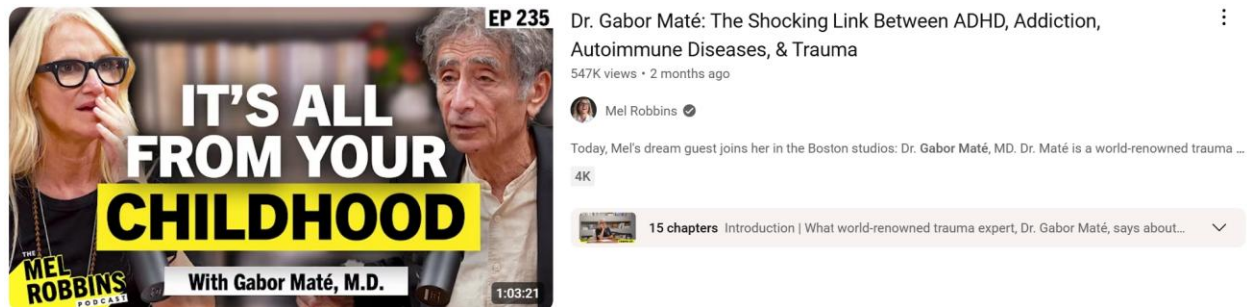 EP 235
IT'S ALL
FROM YOUR
CHILDHOOD
With Gabor Maté, M.D.
THE
MEL
ROBBINS
PODCAST
1:03:21
Dr. Gabor Maté: The Shocking Link Between ADHD, Addiction,
Autoimmune Diseases, & Trauma
547K views • 2 months ago
Mel Robbins
Today, Mel's dream guest joins her in the Boston studios: Dr. Gabor Maté, MD. Dr. Maté is a world-renowned trauma ...
4K
15 chapters Introduction | What world-renowned trauma expert, Dr. Gabor Maté, says about...